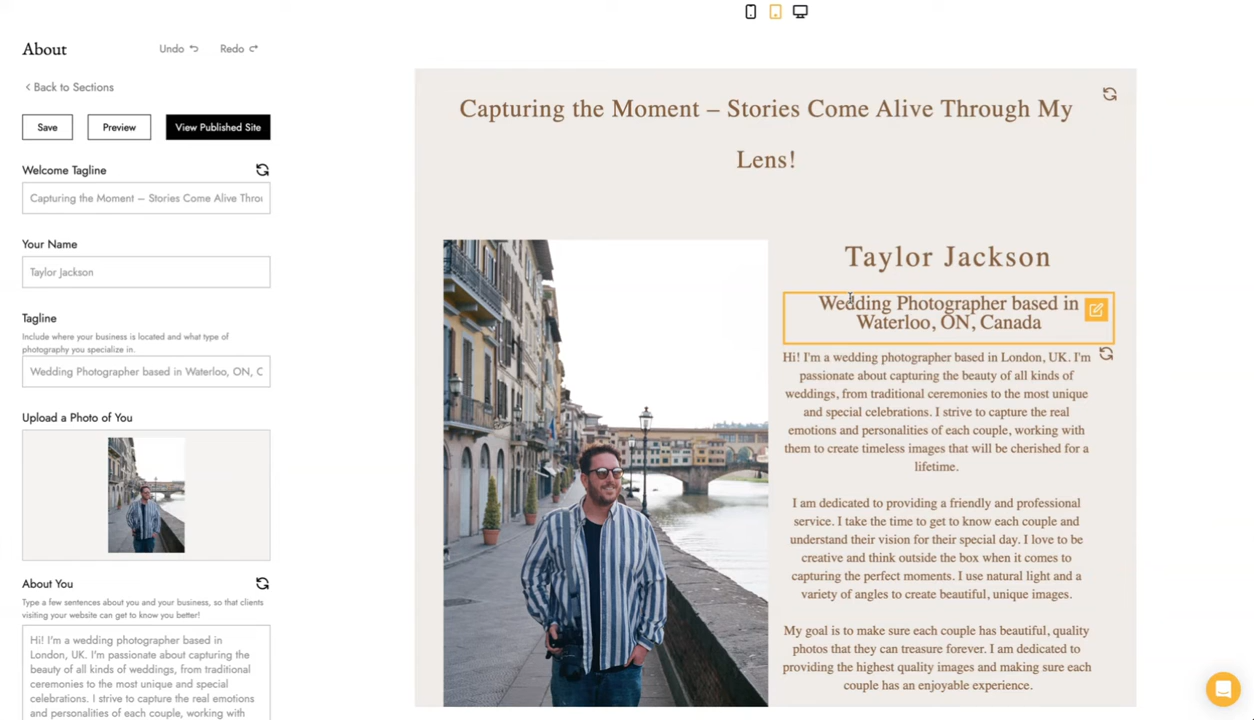 About
Undo
Redo
Back to Sections
Save
Preview
View Published Site
Welcome Tagline
Capturing the Moment – Stories Come Alive Throu
Your Name
Taylor Jackson
Tagline
Include where your business is located and what type of
photography you specialize in.
Wedding Photographer based in Waterloo, ON, C
Upload a Photo of You
About You
Type a few sentences about you and your business, so that clients
visiting your website can get to know you better!
Hi! I'm a wedding photographer based in
London, UK. I'm passionate about capturing the
beauty of all kinds of weddings, from traditional
ceremonies to the most unique and special
celebrations. I strive to capture the real emotions
and personalities of each couple, working with
Capturing the Moment – Stories Come Alive Through My
Lens!
Taylor Jackson
Wedding Photographer based in
Waterloo, ON, Canada
Hi! I'm a wedding photographer based in London, UK. I'm
passionate about capturing the beauty of all kinds of
weddings, from traditional ceremonies to the most unique
and special celebrations. I strive to capture the real
emotions and personalities of each couple, working with
them to create timeless images that will be cherished for a
lifetime.
I am dedicated to providing a friendly and professional
service. I take the time to get to know each couple and
understand their vision for their special day. I love to be
creative and think outside the box when it comes to
capturing the perfect moments. I use natural light and a
variety of angles to create beautiful, unique images.
My goal is to make sure each couple has beautiful, quality
photos that they can treasure forever. I am dedicated to
providing the highest quality images and making sure each
couple has an enjoyable experience.